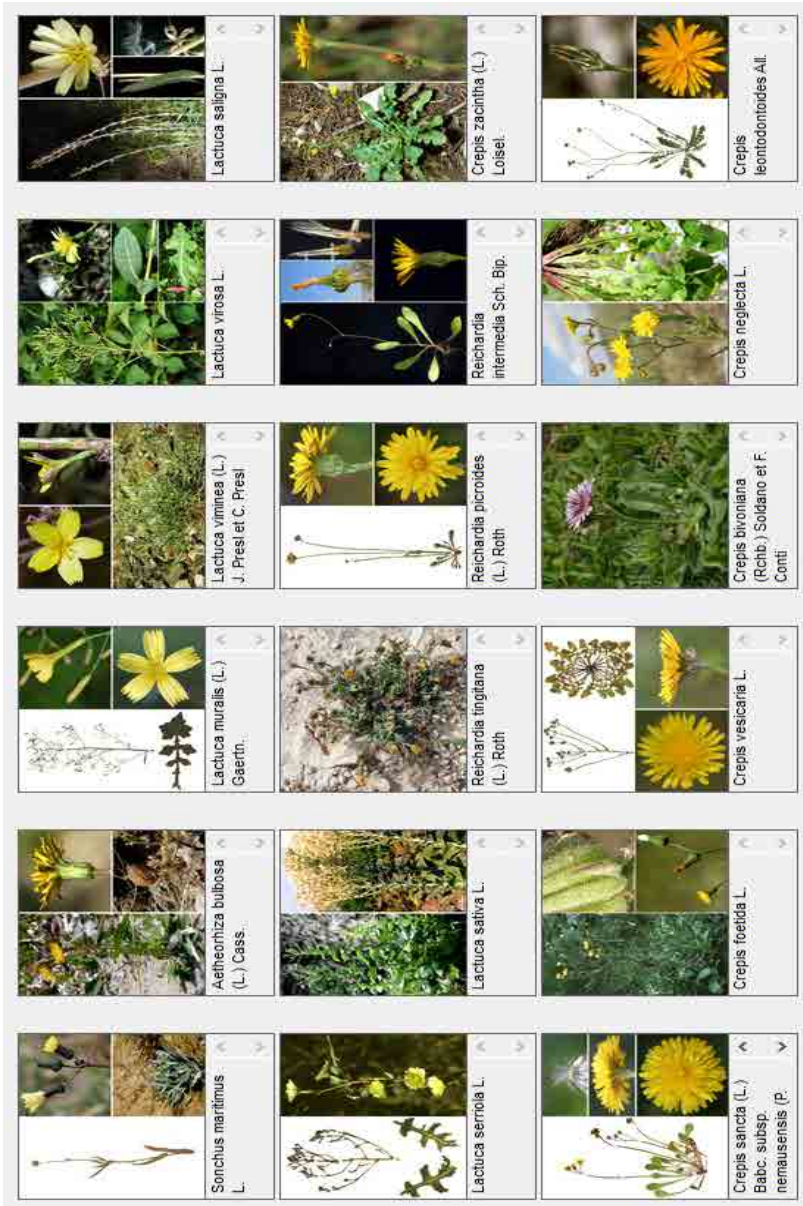 Sonchus maritimus
L.
Aetheorhiza bulbosa
(L.) Cass.
Lactuca muralis (L.)
Gaertn.
Lactuca viminea (L.)
J. Presl et C. Presl
Lactuca virosa L.
Lactuca saligna L.
Lactuca serriola L.
Lactuca sativa L.
Reichardia tingitana
(L.) Roth
Reichardia picroides
(L.) Roth
Reichardia
intermedia Sch. Bip.
Crepis zacintha (L.)
Loisel.
Crepis sancta (L.)
Babc. subsp.
nemausensis (P.
Crepis foetida L.
Crepis vesicaria L.
Crepis bivoniana
(Rchb.) Soldano et F.
Conti
Crepis neglecta L.
Crepis
leontodontoides All.